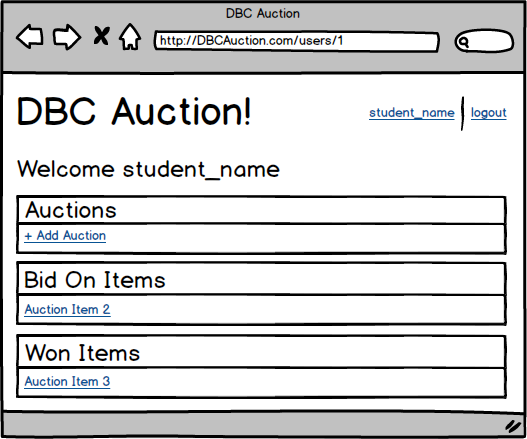 DBC Auction
http://DBCAuction.com/users/1
DBC Auction!
student_name | logout
Welcome student_name
Auctions
+ Add Auction
Bid On Items
Auction Item 2
Won Items
Auction Item 3